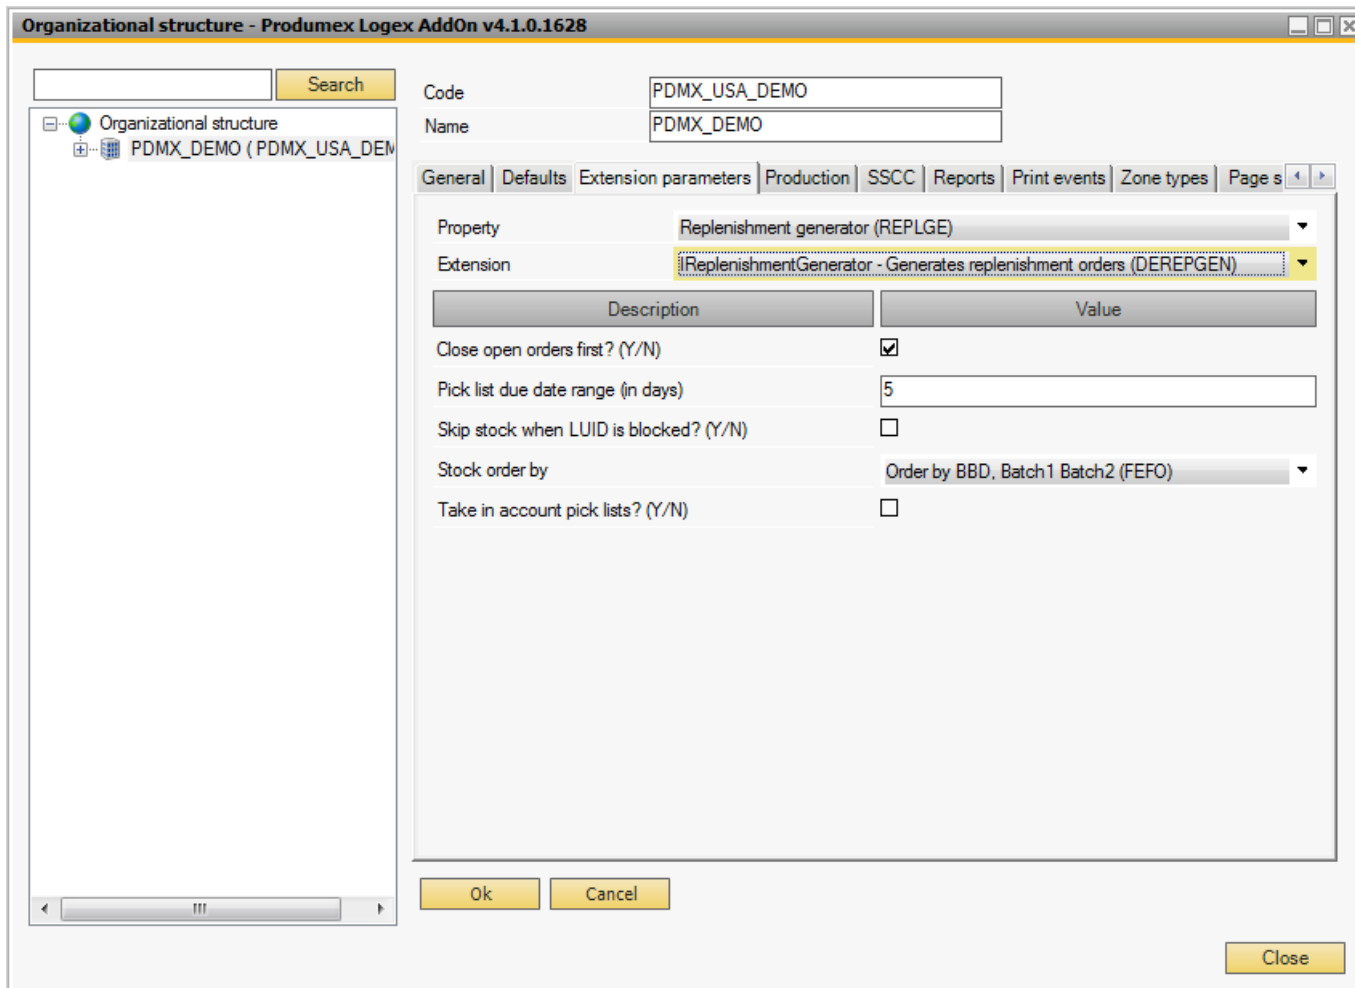 Organizational structure - Produmex Logex AddOn v4.1.0.1628
Search
Organizational structure
PDMX_DEMO ( PDMX_USA_DEM
Code PDMX_USA_DEMO
Name PDMX_DEMO
General Defaults Extension parameters Production SSCC Reports Print events Zone types Page s
Property Replenishment generator (REPLGE)
Extension IReplenishmentGenerator - Generates replenishment orders (DEREPGEN)
Description Value
Close open orders first? (Y/N)
Pick list due date range (in days) 5
Skip stock when LUID is blocked? (Y/N)
Stock order by Order by BBD, Batch1 Batch2 (FEFO)
Take in account pick lists? (Y/N)
Ok Cancel
Close